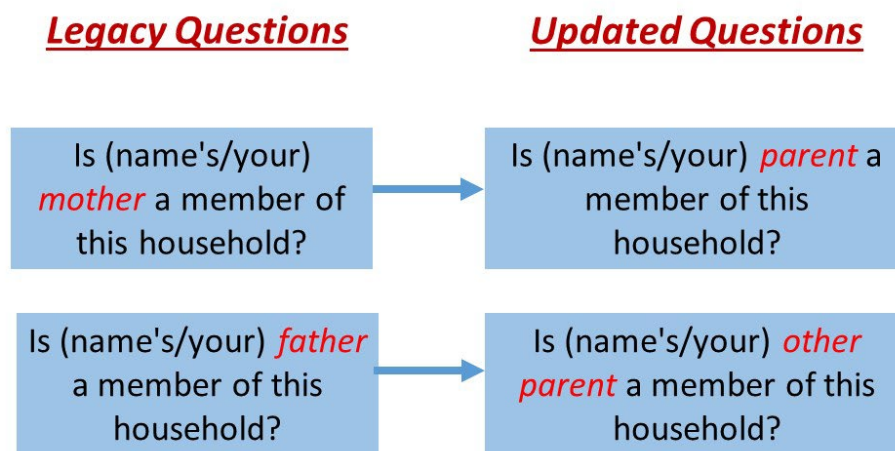 Legacy Questions
Updated Questions
Is (name's/your)
mother a member of
this household?
Is (name's/your) parent a
member of this
household?
Is (name's/your) father
a member of this
household?
Is (name's/your) other
parent a member of this
household?